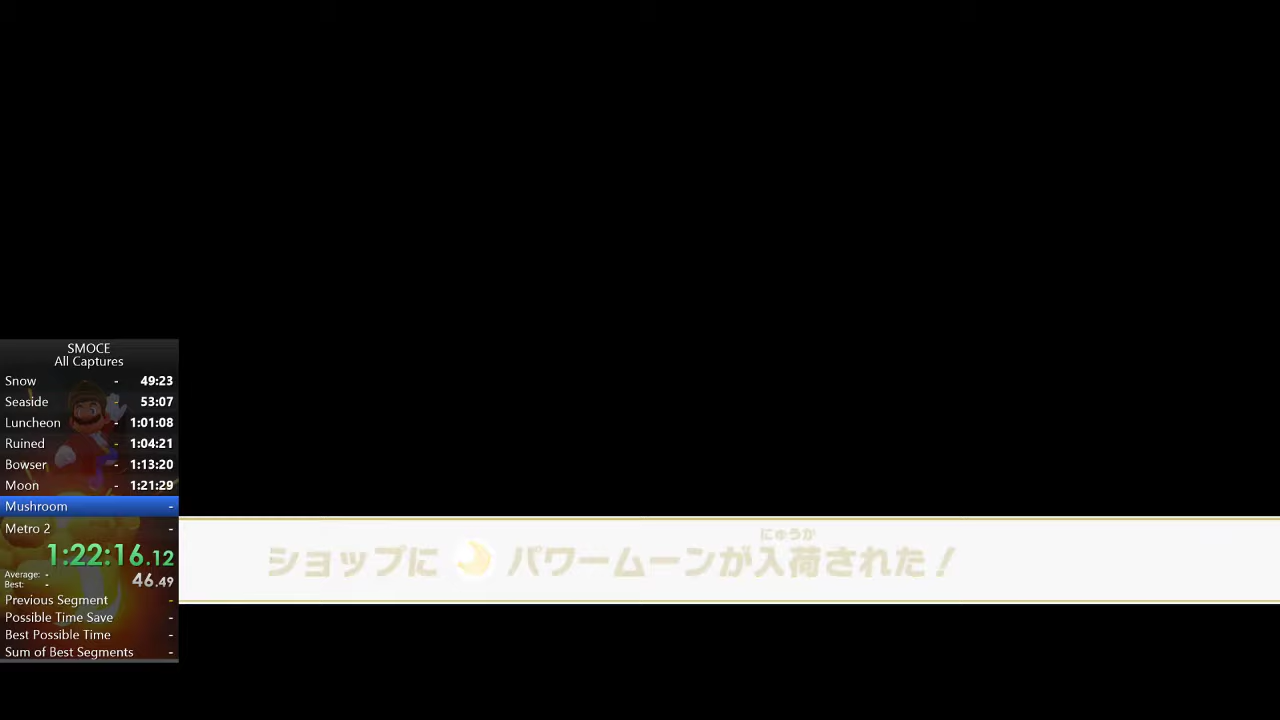 SMOCE
All Captures
Snow - 49:23
Seaside - 53:07
Luncheon - 1:01:08
Ruined - 1:04:21
Bowser - 1:13:20
Moon - 1:21:29
Mushroom -
Metro 2 -
1:22:16.12
Average: -
Best: -
46.49
Previous Segment -
Possible Time Save -
Best Possible Time -
Sum of Best Segments -
にゅうか
ショップに パワームーンが入荷された!